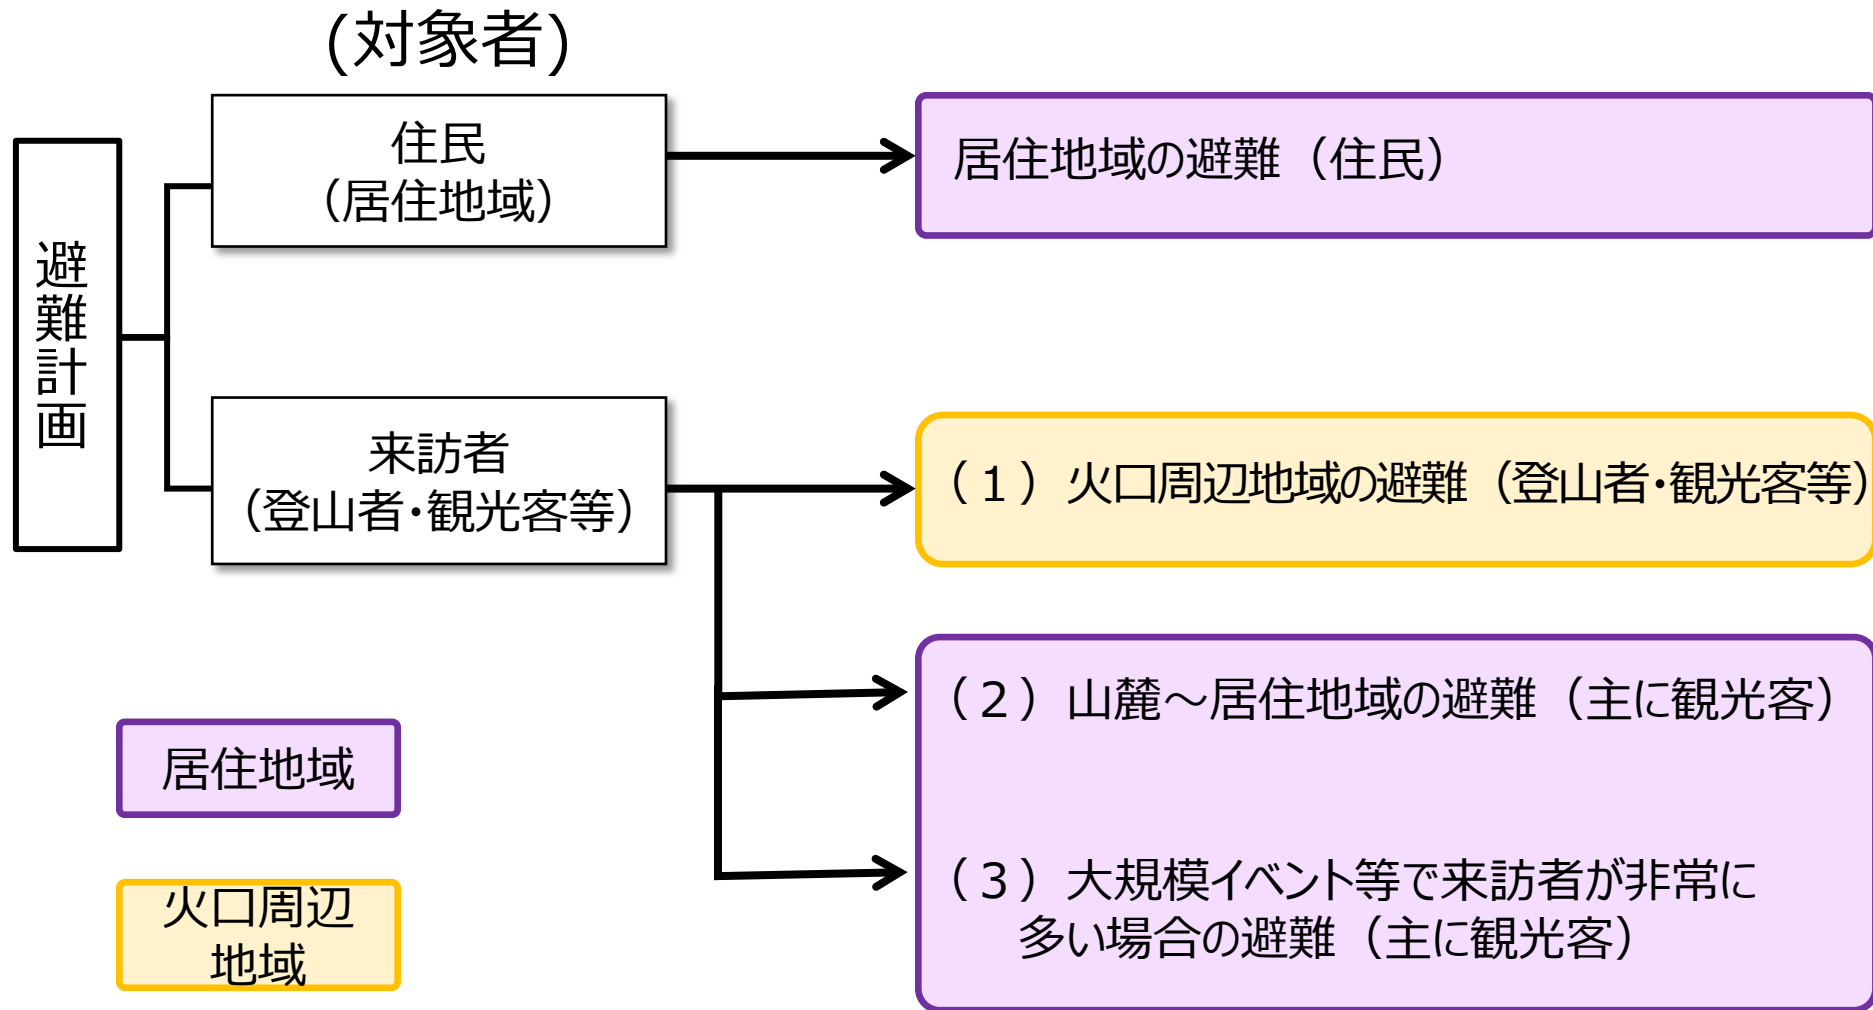 (対象者)
避難計画
住民
（居住地域）
居住地域の避難（住民）
来訪者
（登山者・観光客等）
（１）火口周辺地域の避難（登山者・観光客等）
（２）山麓～居住地域の避難（主に観光客）
（３）大規模イベント等で来訪者が非常に
多い場合の避難（主に観光客）
居住地域
火口周辺
地域